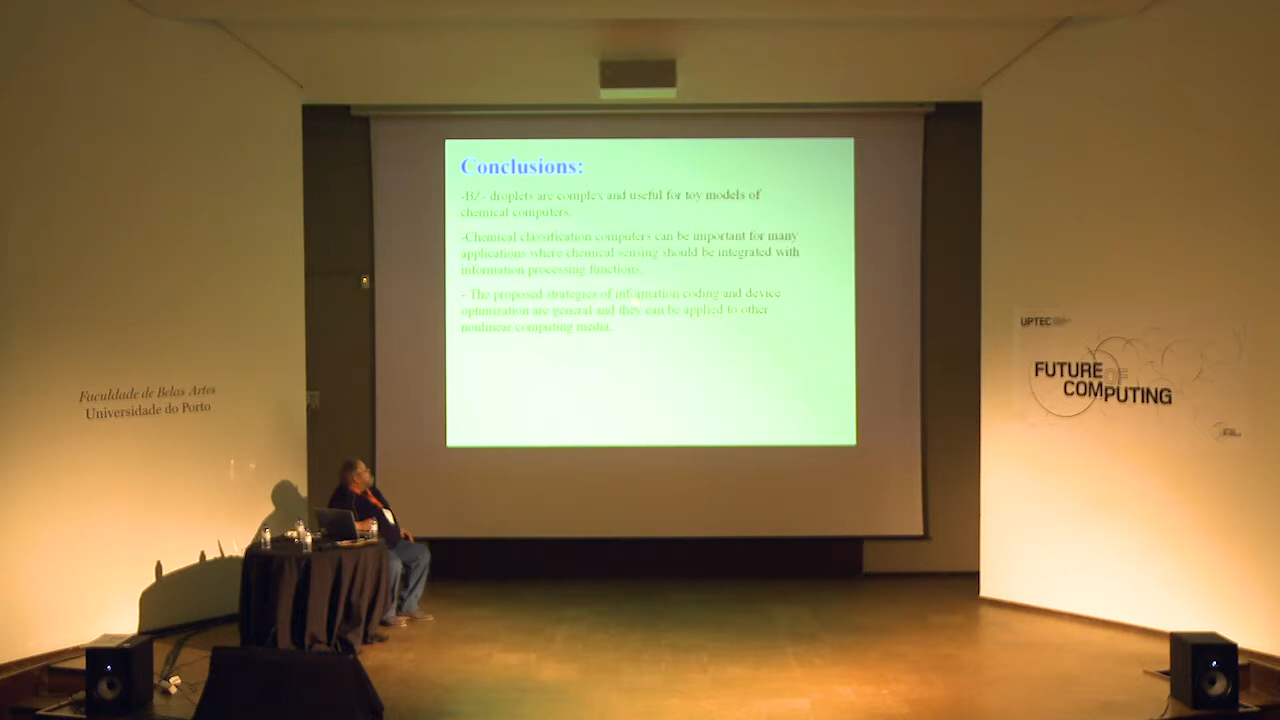 Conclusions:
-BZ- droplets are complex and useful for toy models of
chemical computers.
-Chemical classification computers can be important for many
applications where chemical sensing should be integrated with
information processing functions.
- The proposed strategies of information coding and device
optimization are general and they can be applied to other
nonlinear computing media.
Faculdade de Belas Artes
Universidade do Porto
UPTEC
FUTURE OF
COMPUTING